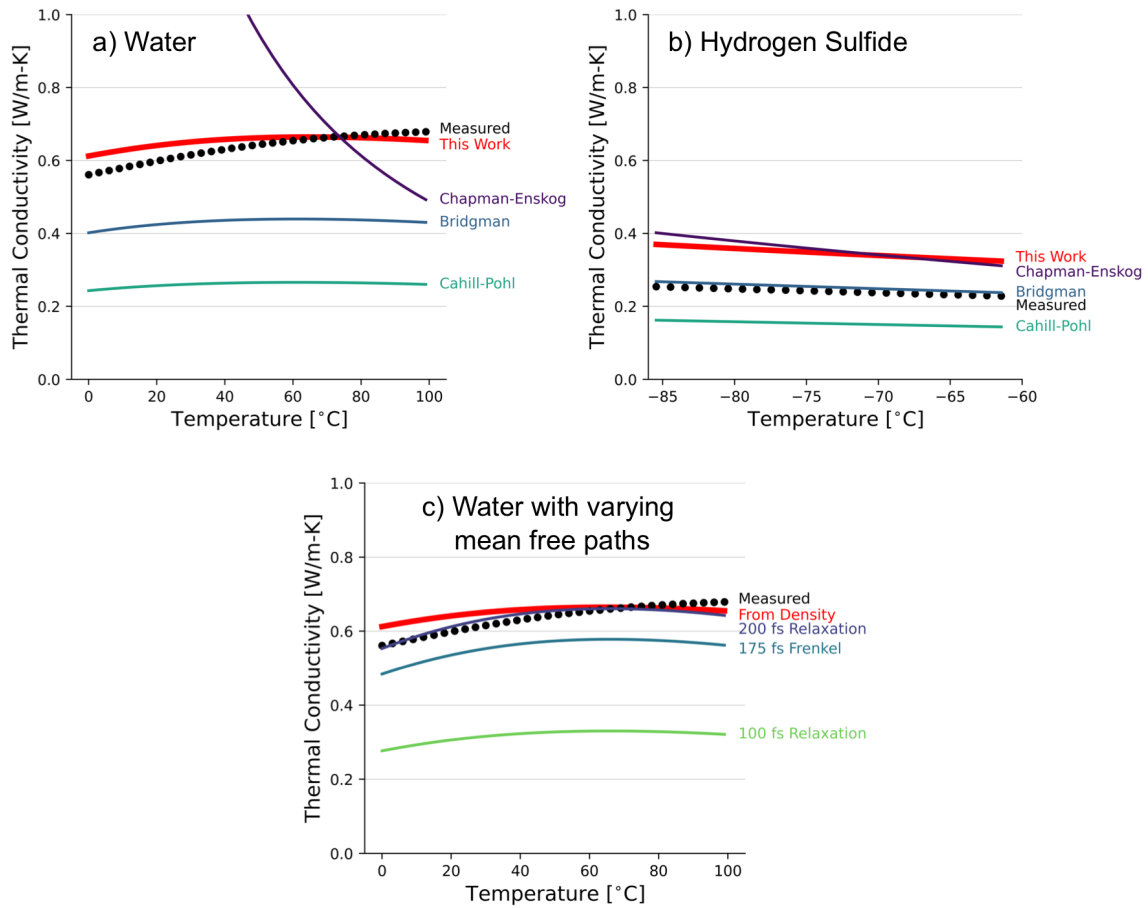 a) Water
Thermal Conductivity [W/m-K]
1.0
0.8
0.6
0.4
0.2
0.0
Measured
This Work
Chapman-Enskog
Bridgman
Cahill-Pohl
0 20 40 60 80 100
Temperature [°C]
b) Hydrogen Sulfide
Thermal Conductivity [W/m-K]
1.0
0.8
0.6
0.4
0.2
0.0
This Work
Chapman-Enskog
Bridgman
Measured
Cahill-Pohl
−85 −80 −75 −70 −65 −60
Temperature [°C]
c) Water with varying
mean free paths
Thermal Conductivity [W/m-K]
1.0
0.8
0.6
0.4
0.2
0.0
Measured
From Density
200 fs Relaxation
175 fs Frenkel
100 fs Relaxation
0 20 40 60 80 100
Temperature [°C]